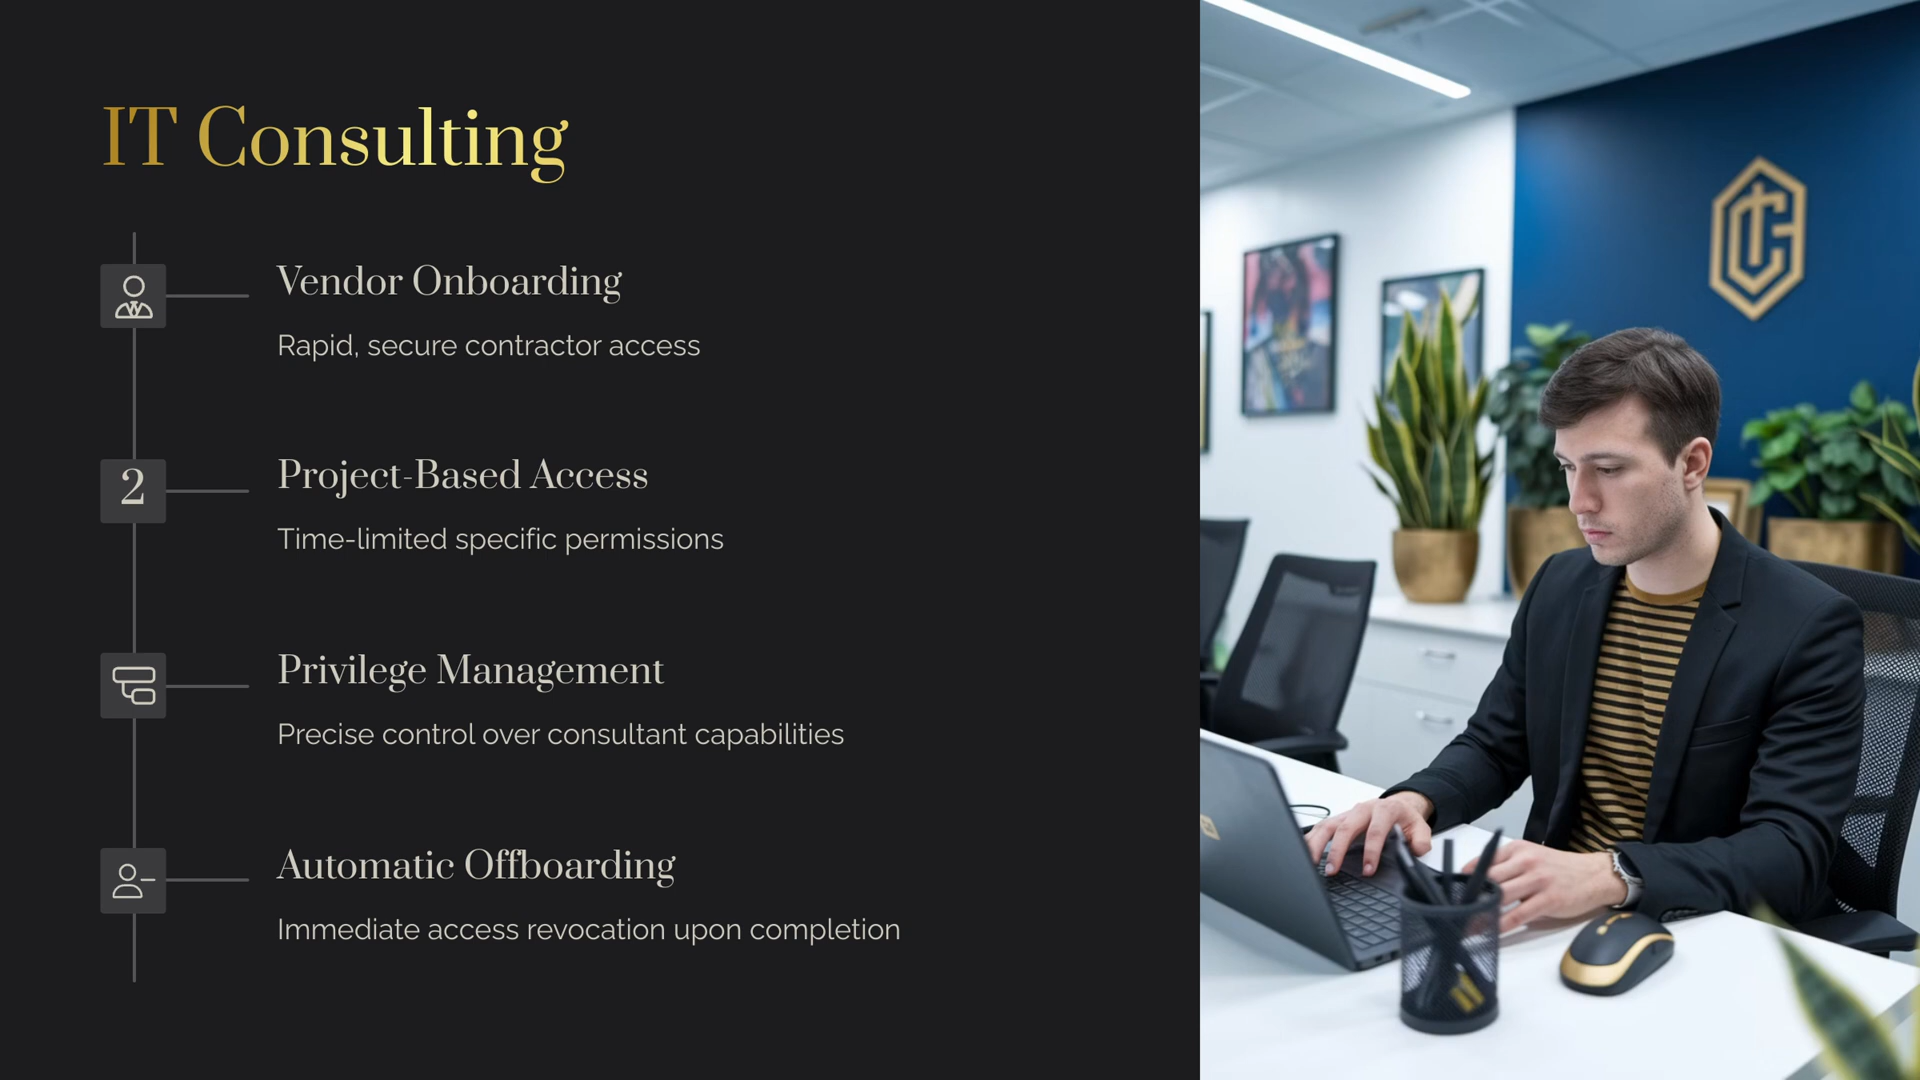 IT Consulting
Vendor Onboarding
Rapid, secure contractor access
2
Project-Based Access
Time-limited specific permissions
Privilege Management
Precise control over consultant capabilities
Automatic Offboarding
Immediate access revocation upon completion